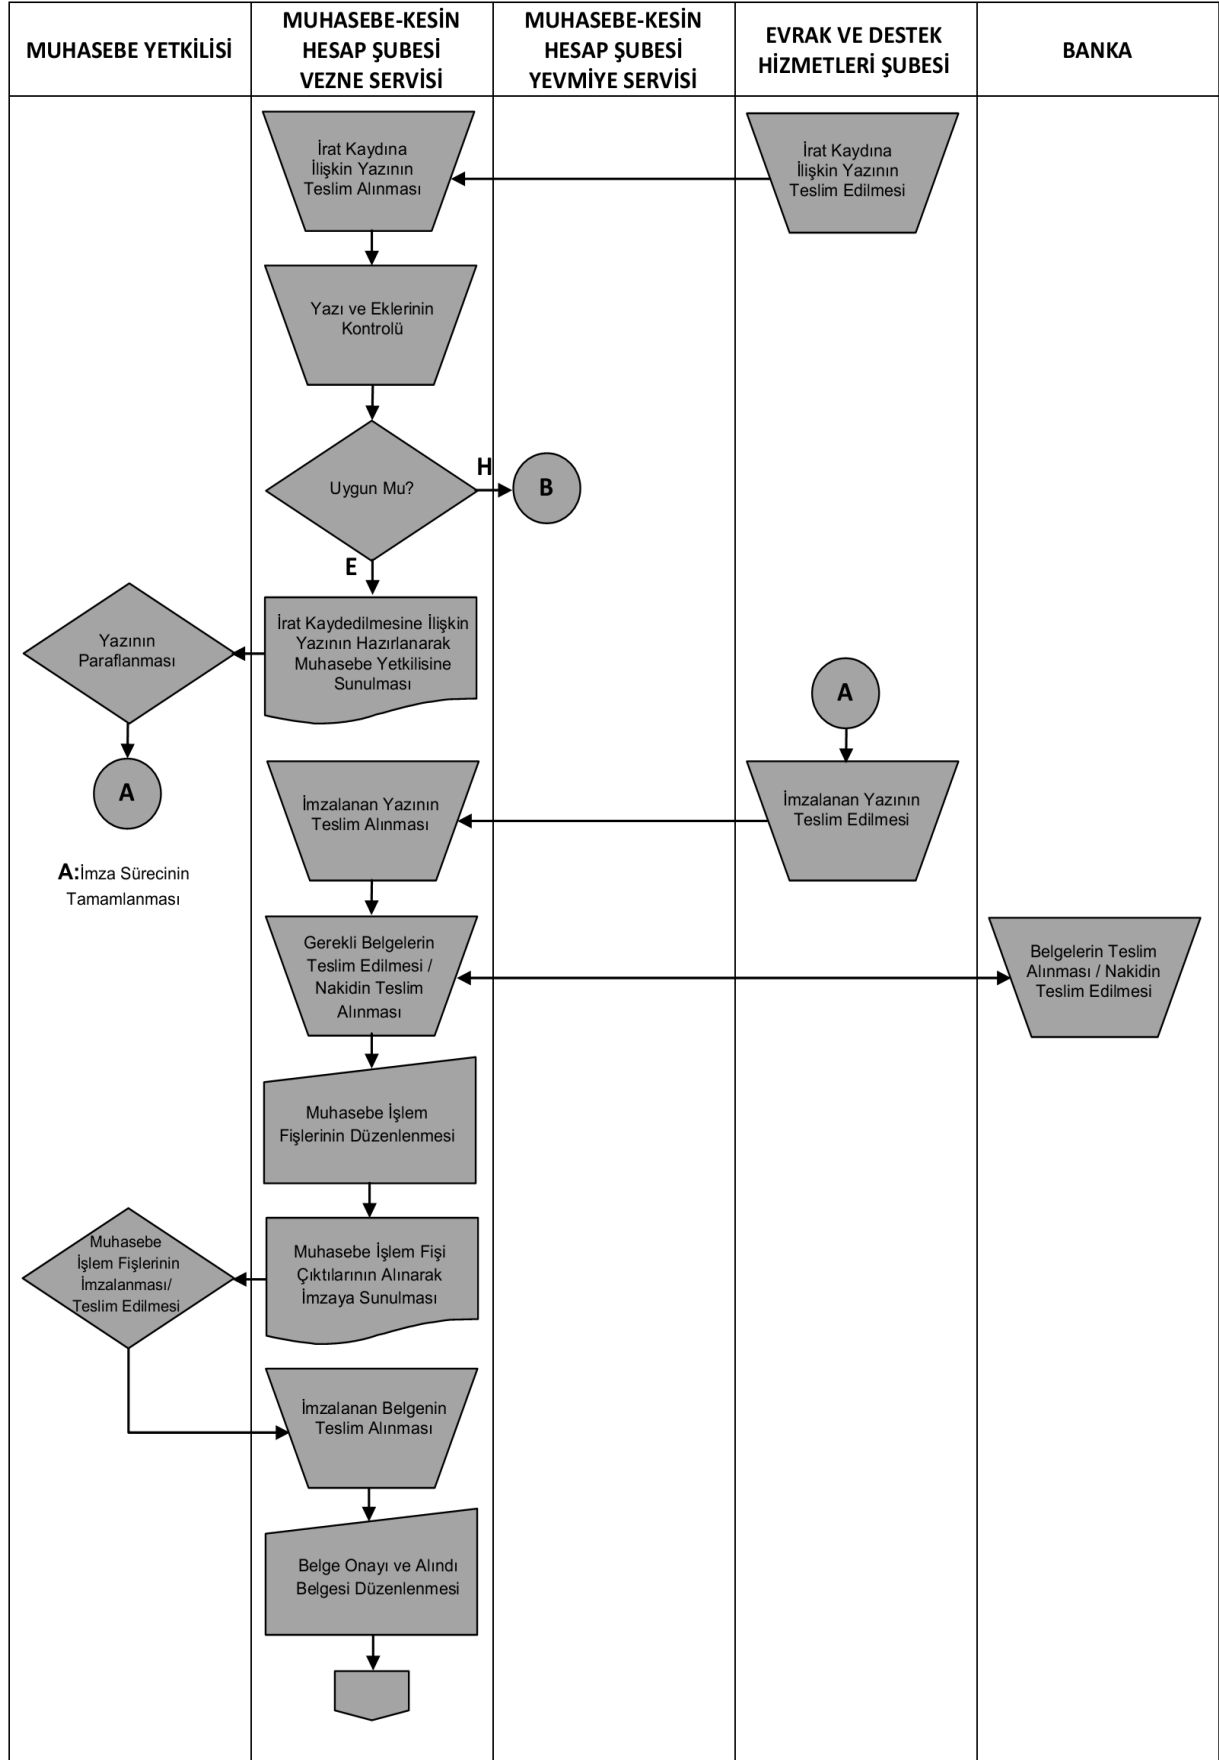 MUHASEBE YETKİLİSİ
MUHASEBE-KESİN
HESAP ŞUBESİ
VEZNE SERVİSİ
MUHASEBE-KESİN
HESAP ŞUBESİ
YEVMİYE SERVİSİ
EVRAK VE DESTEK
HİZMETLERİ ŞUBESİ
BANKA
İrat Kaydına
İlişkin Yazının
Teslim Alınması
İrat Kaydına
İlişkin Yazının
Teslim Edilmesi
Yazı ve Eklerinin
Kontrolü
Uygun Mu?
H
B
E
Yazının
Paraflanması
İrat Kaydedilmesine İlişkin
Yazının Hazırlanarak
Muhasebe Yetkilisine
Sunulması
A
A
İmzalanan Yazının
Teslim Alınması
İmzalanan Yazının
Teslim Edilmesi
A:İmza Sürecinin
Tamamlanması
Gerekli Belgelerin
Teslim Edilmesi /
Nakidin Teslim
Alınması
Belgelerin Teslim
Alınması / Nakidin
Teslim Edilmesi
Muhasebe İşlem
Fişlerinin Düzenlenmesi
Muhasebe
İşlem Fişlerinin
İmzalanması/
Teslim Edilmesi
Muhasebe İşlem Fişi
Çıktılarının Alınarak
İmzaya Sunulması
İmzalanan Belgenin
Teslim Alınması
Belge Onayı ve Alındı
Belgesi Düzenlenmesi